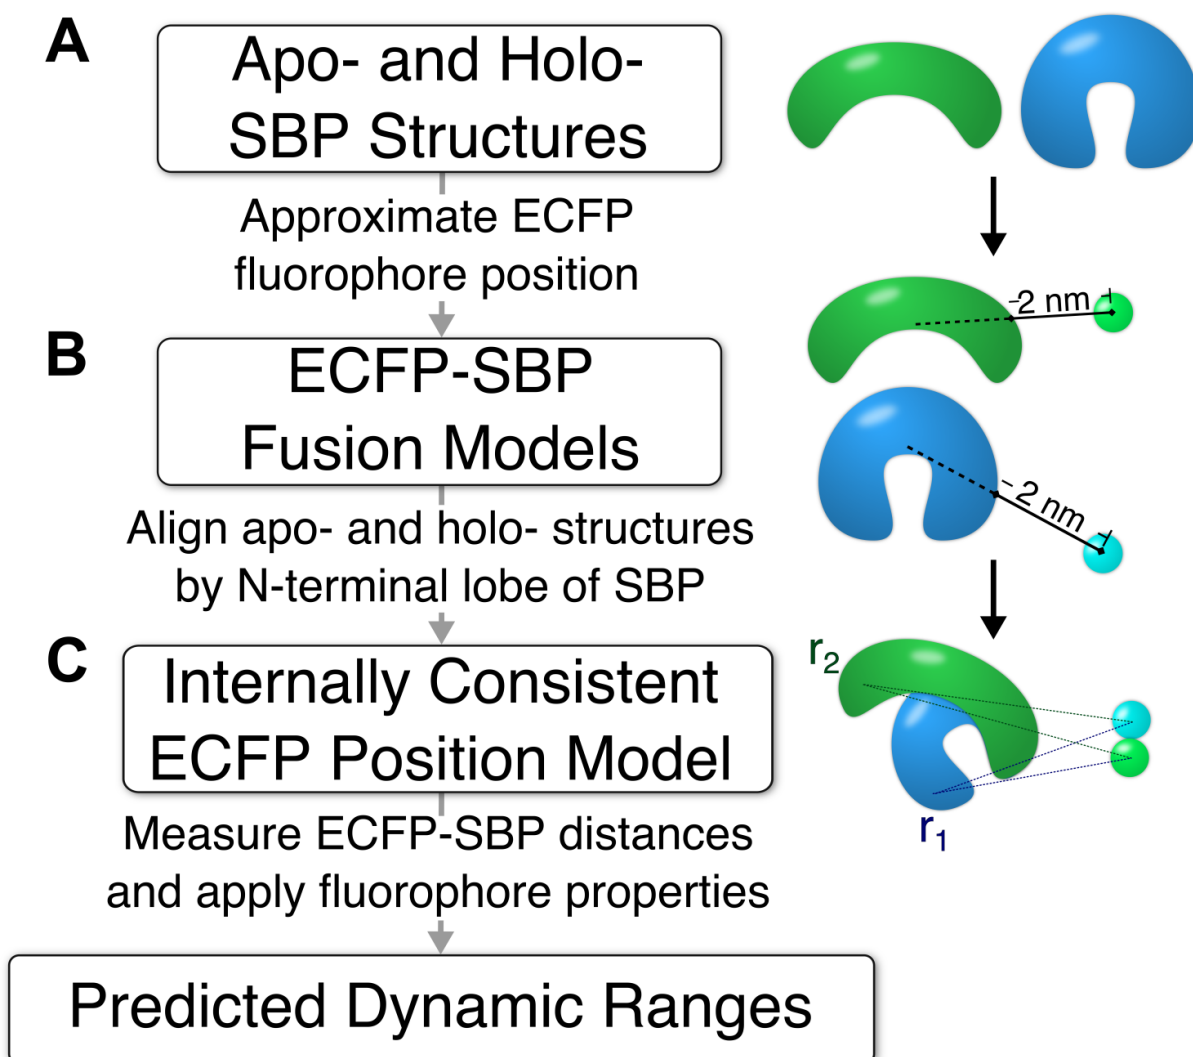 A
Apo- and Holo-
SBP Structures
Approximate ECFP
fluorophore position
2 nm
B
ECFP-SBP
Fusion Models
2 nm
Align apo- and holo- structures
by N-terminal lobe of SBP
C
r2
Internally Consistent
ECFP Position Model
r1
Measure ECFP-SBP distances
and apply fluorophore properties
Predicted Dynamic Ranges